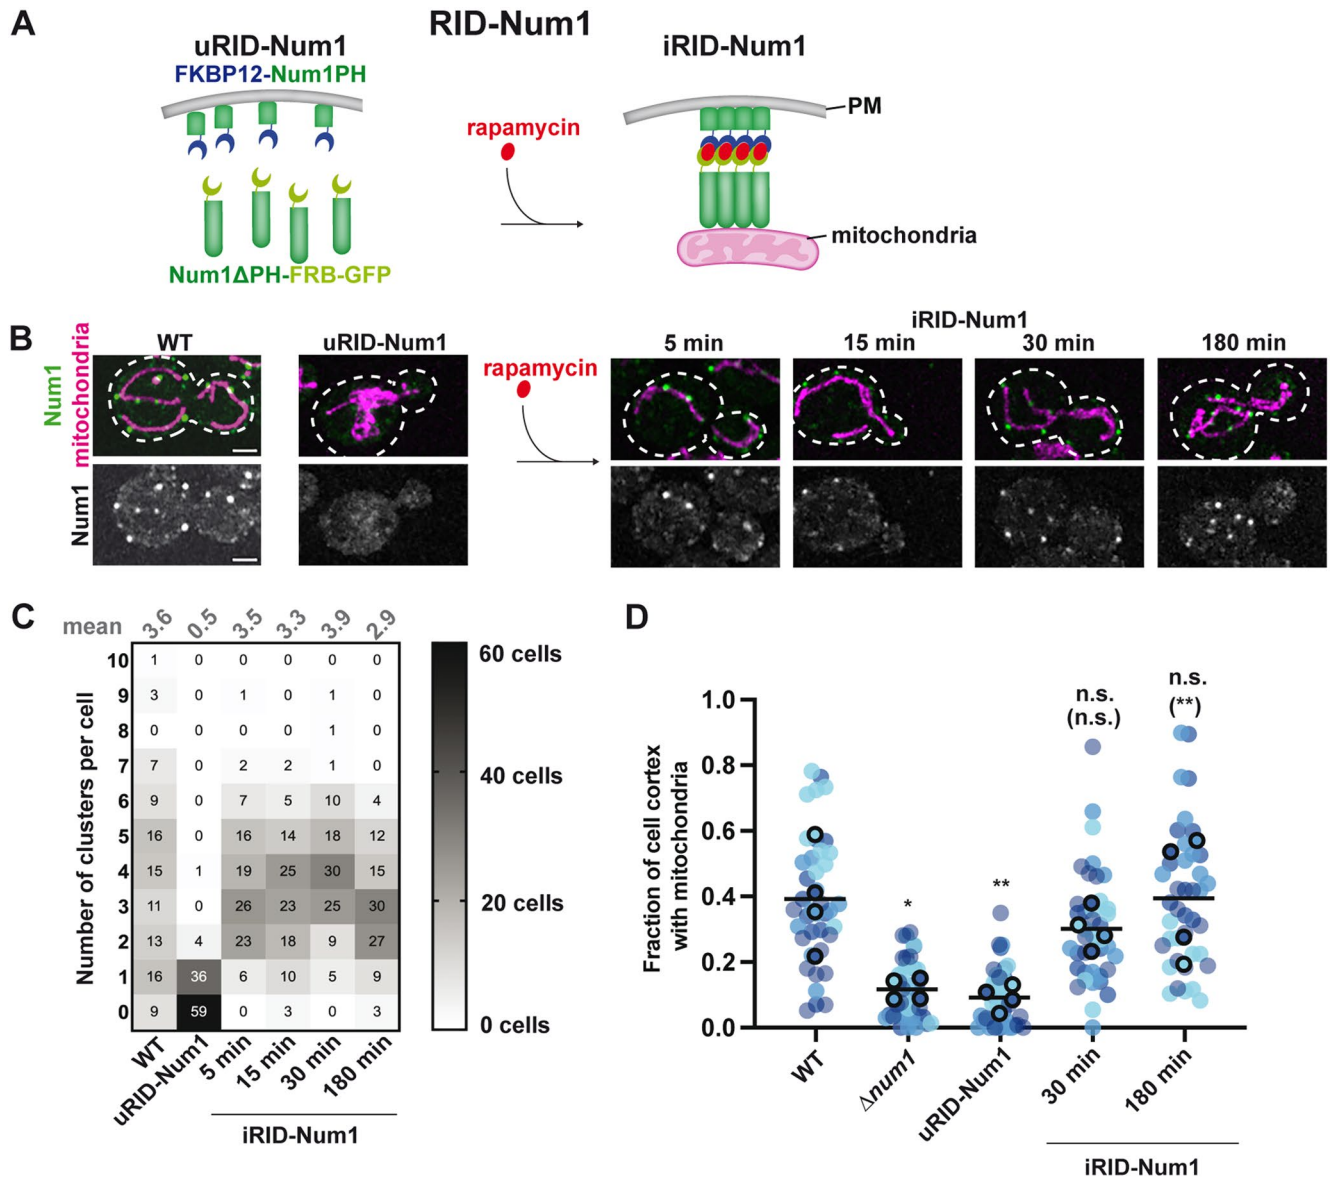 A
RID-Num1
uRID-Num1
iRID-Num1
FKBP12-Num1PH
PM
rapamycin
mitochondria
Num1ΔPH-FRB-GFP
B
iRID-Num1
WT
uRID-Num1
5 min
15 min
30 min
180 min
Num1
mitochondria
rapamycin
Num1
C
mean 3.6 0.5 3.5 3.3 3.9 2.9
Number of clusters per cell
10 1 0 0 0 0 0
9 3 0 1 0 1 0
8 0 0 0 0 1 0
7 7 0 2 2 1 0
6 9 0 7 5 10 4
5 16 0 16 14 18 12
4 15 1 19 25 30 15
3 11 0 26 23 25 30
2 13 4 23 18 9 27
1 16 36 6 10 5 9
0 9 59 0 3 0 3
WT
uRID-Num1
5 min
15 min
30 min
180 min
iRID-Num1
60 cells
40 cells
20 cells
0 cells
D
Fraction of cell cortex
with mitochondria
1.0
0.8
0.6
0.4
0.2
0.0
*
**
n.s.
(n.s.)
n.s.
(**)
WT
Δnum1
uRID-Num1
30 min
180 min
iRID-Num1